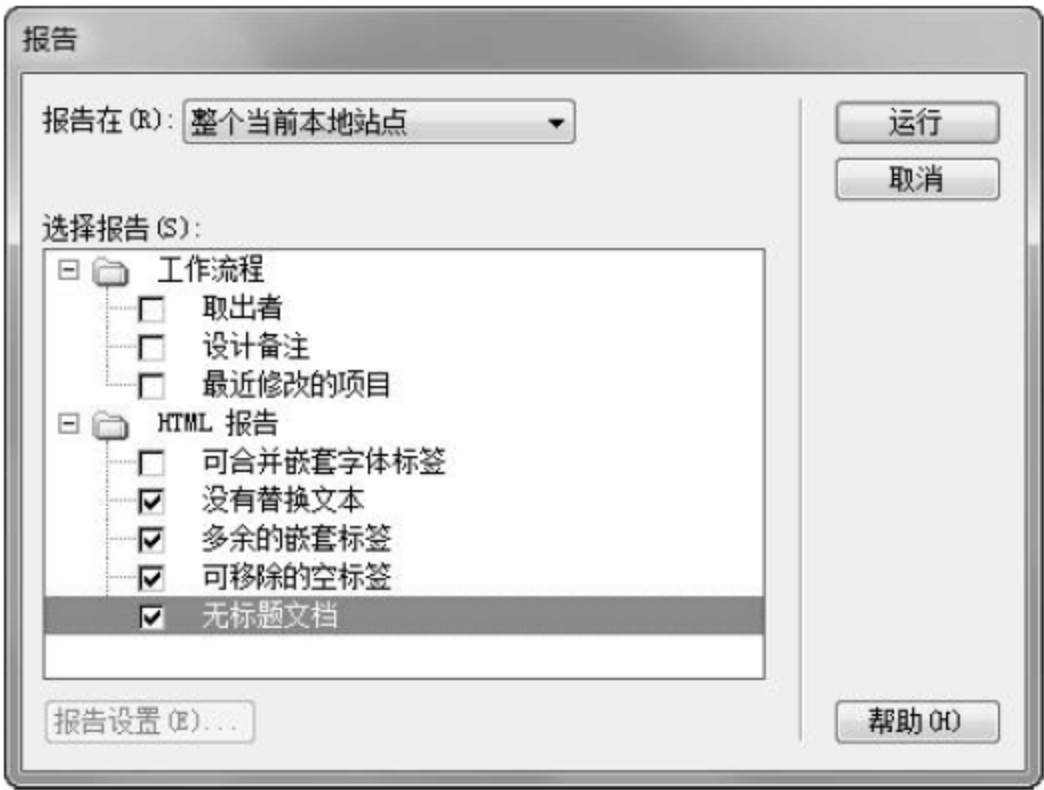 报告
报告在(R): 整个当前本地站点
运行
取消
选择报告(S):
工作流程
取出者
设计备注
最近修改的项目
HTML 报告
可合并嵌套字体标签
没有替换文本
多余的嵌套标签
可移除的空标签
无标题文档
报告设置(E)...
帮助(H)